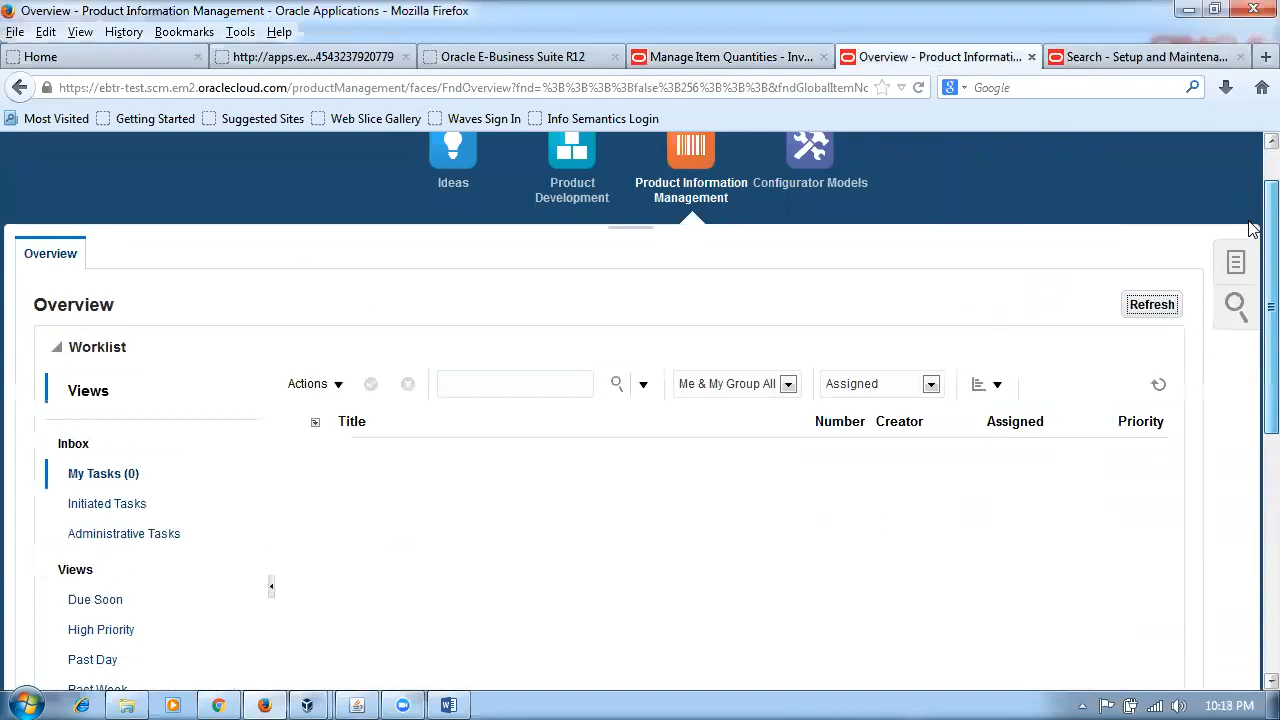 Overview - Product Information Management - Oracle Applications - Mozilla Firefox
File Edit View History Bookmarks Tools Help
Home
http://apps.ex...4543237920779
Oracle E-Business Suite R12
Manage Item Quantities - Inv...
Overview - Product Informati...
Search - Setup and Maintena...
https://ebtr-test.scm.em2.oraclecloud.com/productManagement/faces/FndOverview?fnd=%3B%3B%3B%3Bfalse%3B256%3B%3B%3B&fndGlobalItemNc
Google
Most Visited
Getting Started
Suggested Sites
Web Slice Gallery
Waves Sign In
Info Semantics Login
Ideas
Product Development
Product Information Management
Configurator Models
Overview
Overview
Refresh
Worklist
Views
Actions
Me & My Group All
Assigned
Title
Number
Creator
Assigned
Priority
Inbox
My Tasks (0)
Initiated Tasks
Administrative Tasks
Views
Due Soon
High Priority
Past Day
Past Week
10:13 PM